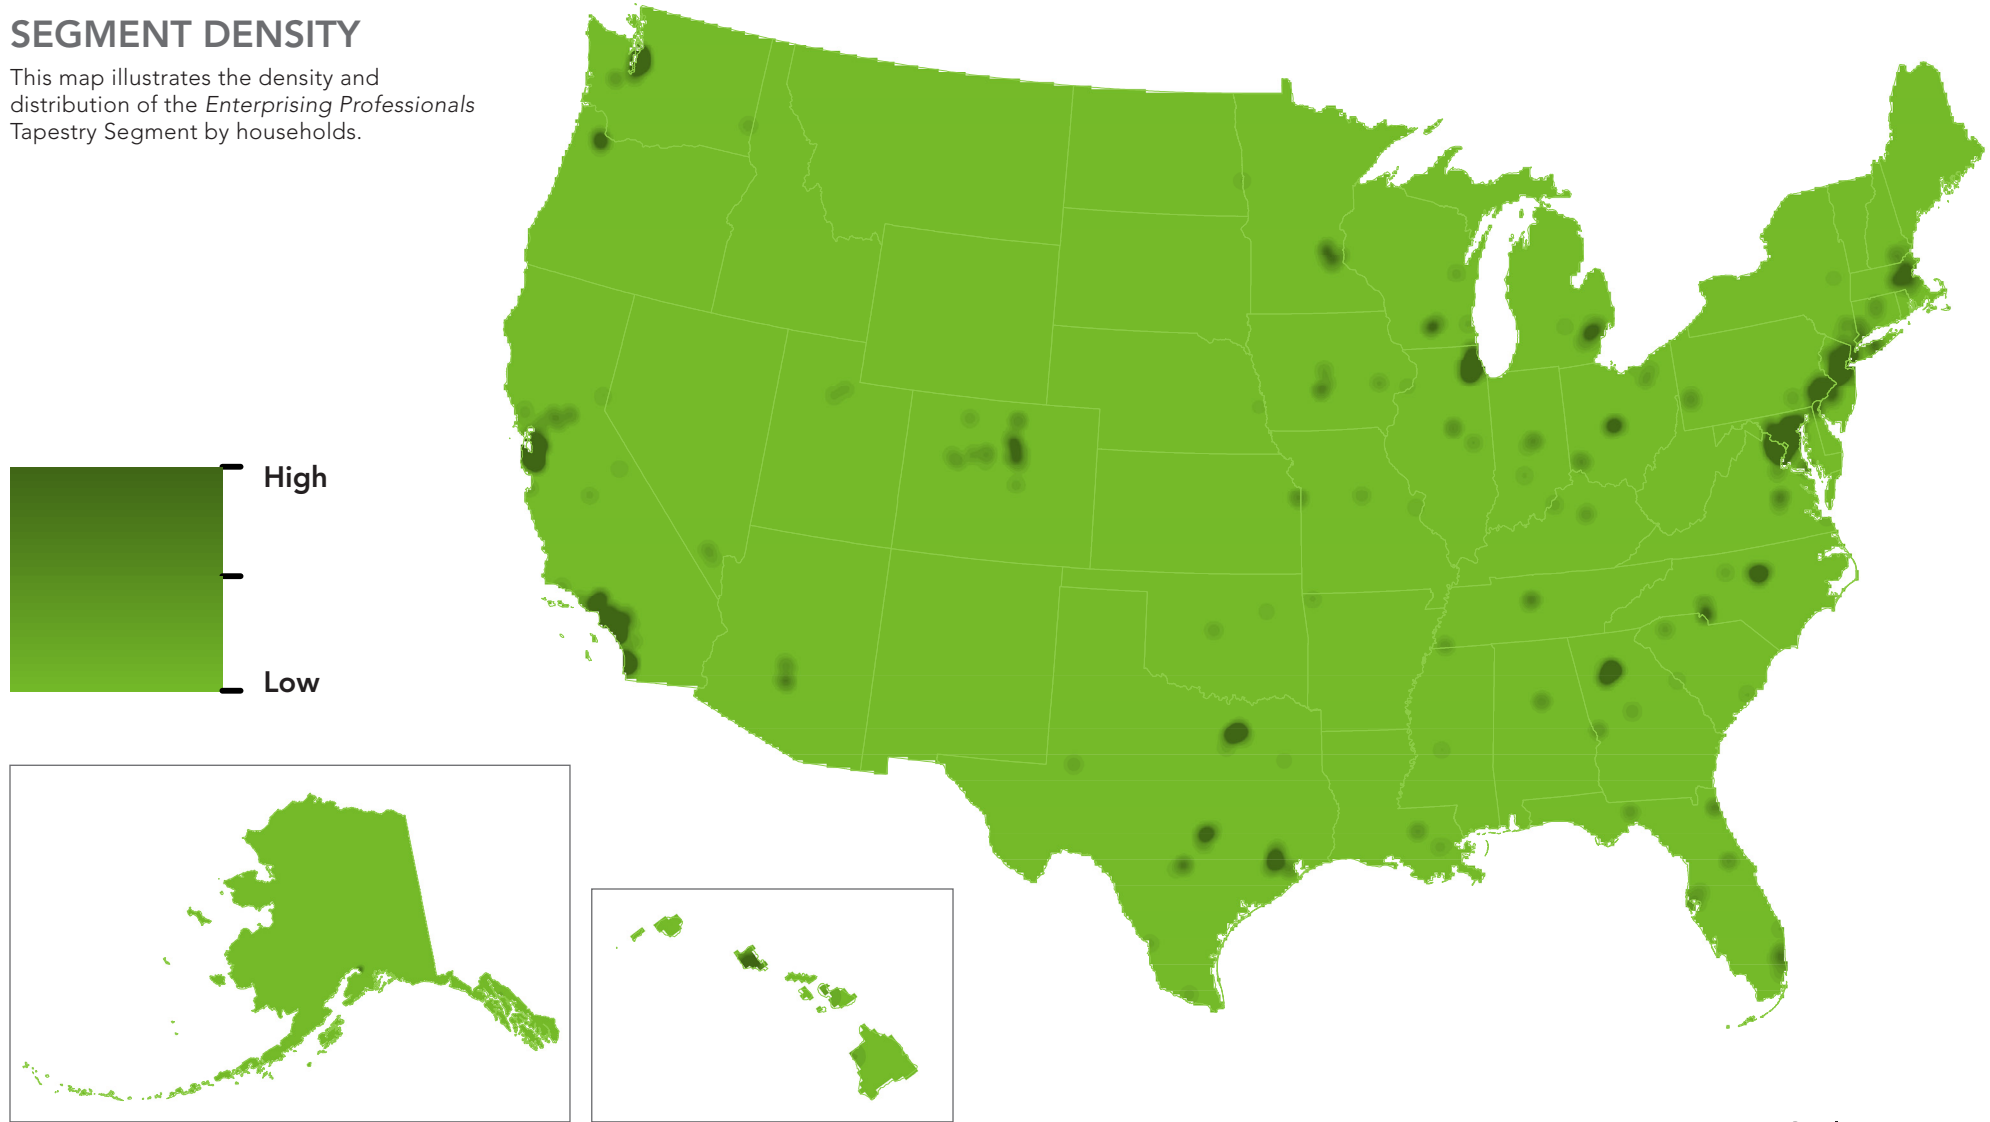 SEGMENT DENSITY
This map illustrates the density and
distribution of the Enterprising Professionals
Tapestry Segment by households.
High
Low